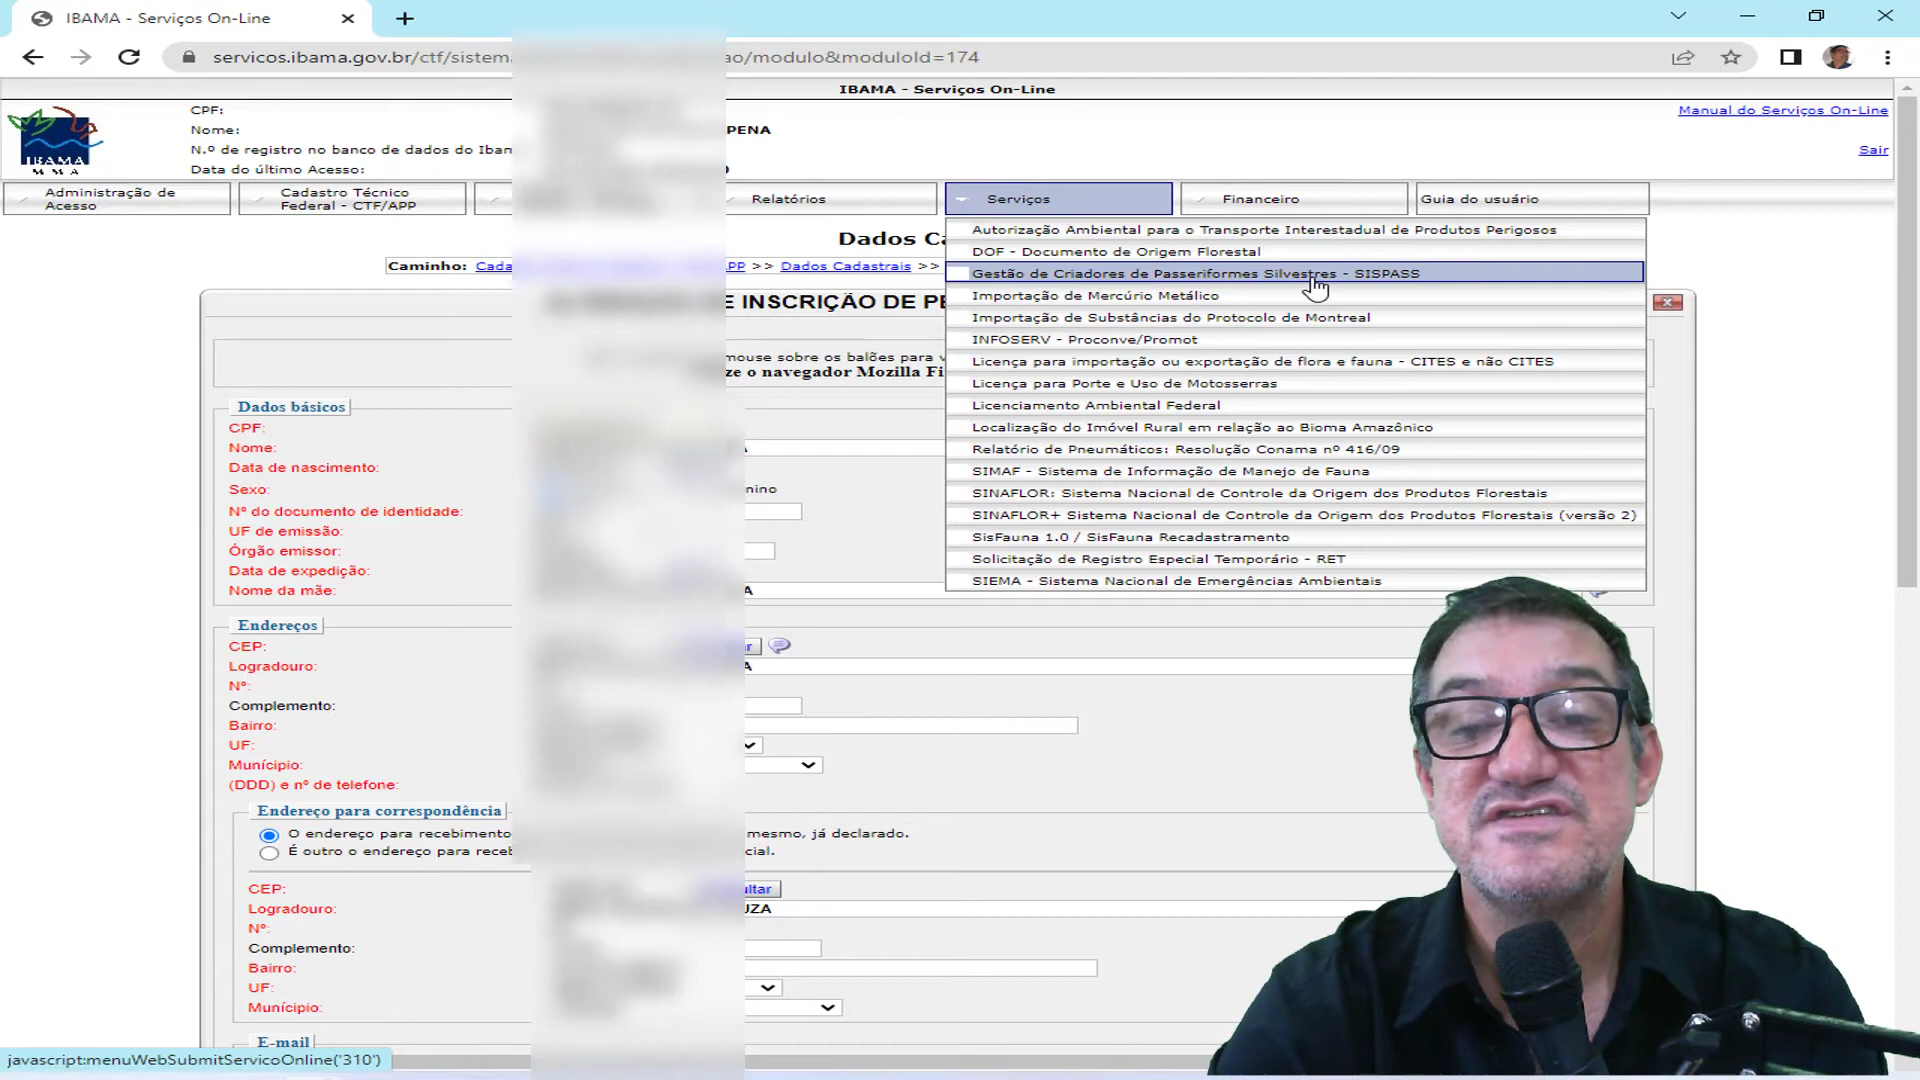 IBAMA - Serviços On-Line
servicos.ibama.gov.br/ctf/sistema
ao/modulo&moduloId=174
IBAMA - Serviços On-Line
CPF:
Manual do Serviços On-Line
Nome:
PENA
IBAMA
M M A
N.º de registro no banco de dados do Ibam
Sair
Data do último Acesso:
Administração de
Acesso
Cadastro Técnico
Federal - CTF/APP
Relatórios
Serviços
Financeiro
Guia do usuário
Autorização Ambiental para o Transporte Interestadual de Produtos Perigosos
DOF - Documento de Origem Florestal
Gestão de Criadores de Passeriformes Silvestres - SISPASS
Importação de Mercúrio Metálico
Importação de Substâncias do Protocolo de Montreal
INFOSERV - Proconve/Promot
Licença para importação ou exportação de flora e fauna - CITES e não CITES
Licença para Porte e Uso de Motosserras
Licenciamento Ambiental Federal
Localização do Imóvel Rural em relação ao Bioma Amazônico
Relatório de Pneumáticos: Resolução Conama nº 416/09
SIMAF - Sistema de Informação de Manejo de Fauna
SINAFLOR: Sistema Nacional de Controle da Origem dos Produtos Florestais
SINAFLOR+ Sistema Nacional de Controle da Origem dos Produtos Florestais (versão 2)
SisFauna 1.0 / SisFauna Recadastramento
Solicitação de Registro Especial Temporário - RET
SIEMA - Sistema Nacional de Emergências Ambientais
Dados Ca
Caminho: Cada
PP >> Dados Cadastrais >>
E INSCRIÇÃO DE PE
mouse sobre os balões para v
ze o navegador Mozilla Fi
Dados básicos
CPF:
Nome:
Data de nascimento:
Sexo:
nino
Nº do documento de identidade:
UF de emissão:
Órgão emissor:
Data de expedição:
Nome da mãe:
A
Endereços
CEP:
Logradouro:
A
Nº:
Complemento:
Bairro:
UF:
Município:
(DDD) e nº de telefone:
Endereço para correspondência
O endereço para recebimento
mesmo, já declarado.
É outro o endereço para receb
cial.
CEP:
ultar
Logradouro:
UZA
Nº:
Complemento:
Bairro:
UF:
Município:
E-mail
javascript:menuWebSubmitServicoOnline('310')